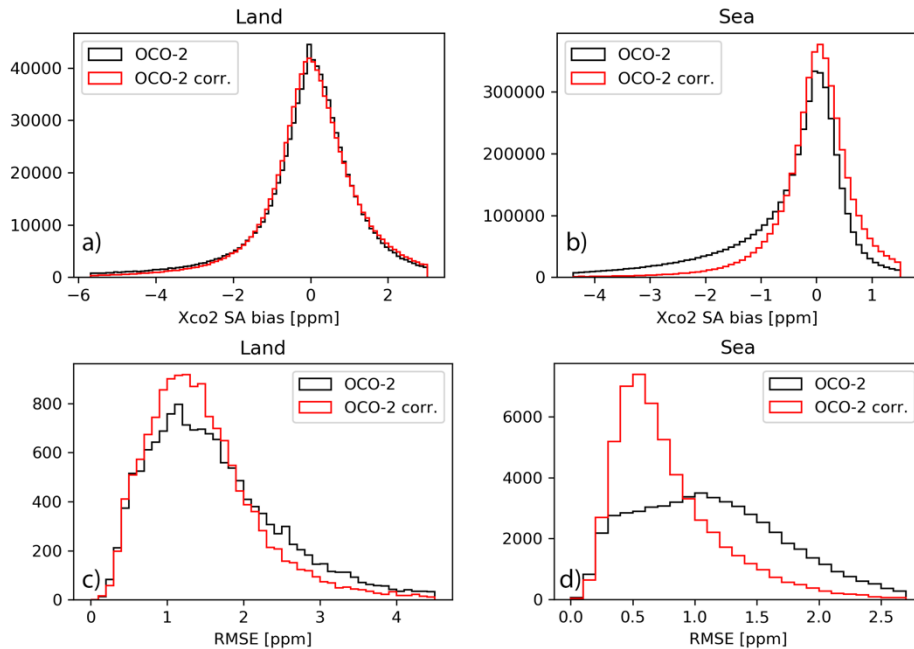 Land
OCO-2
OCO-2 corr.
40000
30000
20000
10000
0
a)
−6
−4
−2
0
2
Xco2 SA bias [ppm]
Sea
OCO-2
OCO-2 corr.
300000
200000
100000
0
b)
−4
−3
−2
−1
0
1
Xco2 SA bias [ppm]
Land
OCO-2
OCO-2 corr.
800
600
400
200
0
c)
0
1
2
3
4
RMSE [ppm]
Sea
OCO-2
OCO-2 corr.
6000
4000
2000
0
d)
0.0
0.5
1.0
1.5
2.0
2.5
RMSE [ppm]